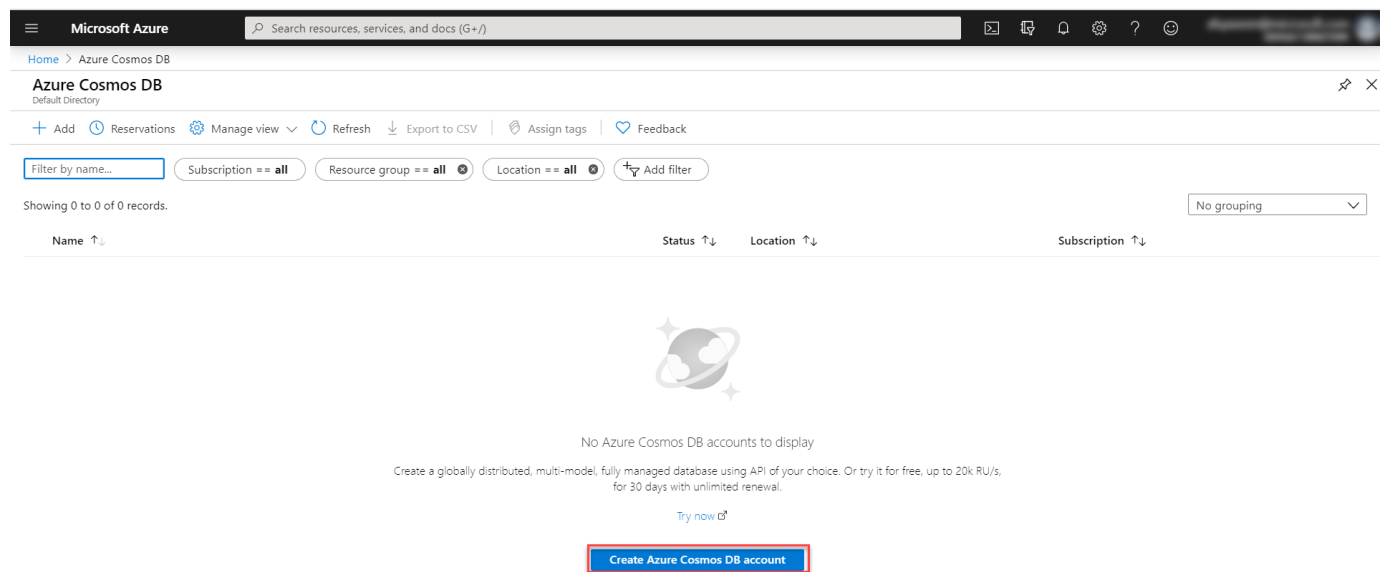 Microsoft Azure
Search resources, services, and docs (G+/)
Home > Azure Cosmos DB
Azure Cosmos DB
Default Directory
+ Add Reservations Manage view Refresh Export to CSV Assign tags Feedback
Filter by name... Subscription == all Resource group == all Location == all Add filter
Showing 0 to 0 of 0 records.
No grouping
Name ↑↓ Status ↑↓ Location ↑↓ Subscription ↑↓
No Azure Cosmos DB accounts to display
Create a globally distributed, multi-model, fully managed database using API of your choice. Or try it for free, up to 20k RU/s,
for 30 days with unlimited renewal.
Try now
Create Azure Cosmos DB account